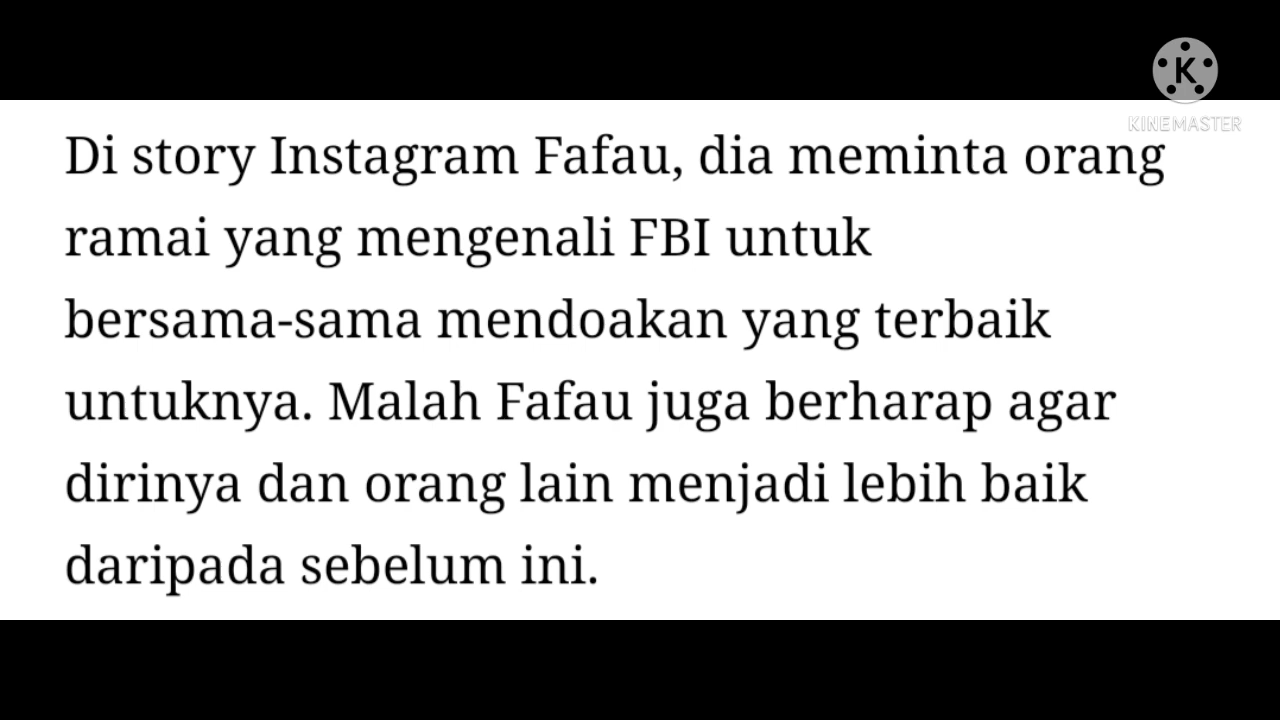 K
KINEMASTER
Di story Instagram Fafau, dia meminta orang
ramai yang mengenali FBI untuk
bersama-sama mendoakan yang terbaik
untuknya. Malah Fafau juga berharap agar
dirinya dan orang lain menjadi lebih baik
daripada sebelum ini.